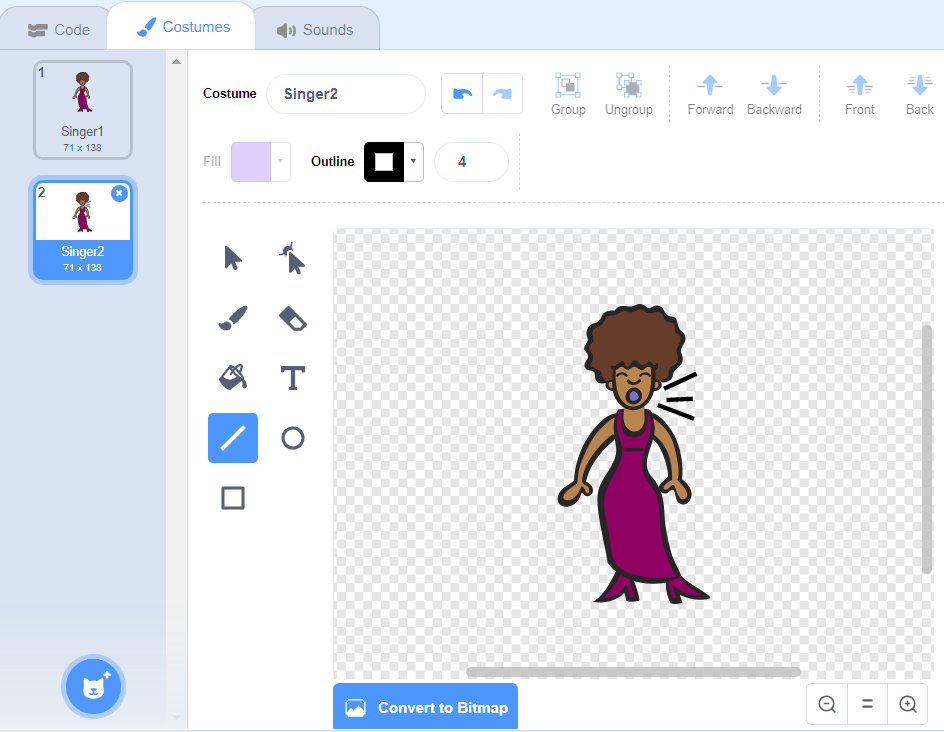 Code
Costumes
Sounds
1
Singer1
71 x 138
2
Singer2
71 x 138
Costume
Singer2
Group
Ungroup
Forward
Backward
Front
Back
Fill
Outline
4
T
Convert to Bitmap